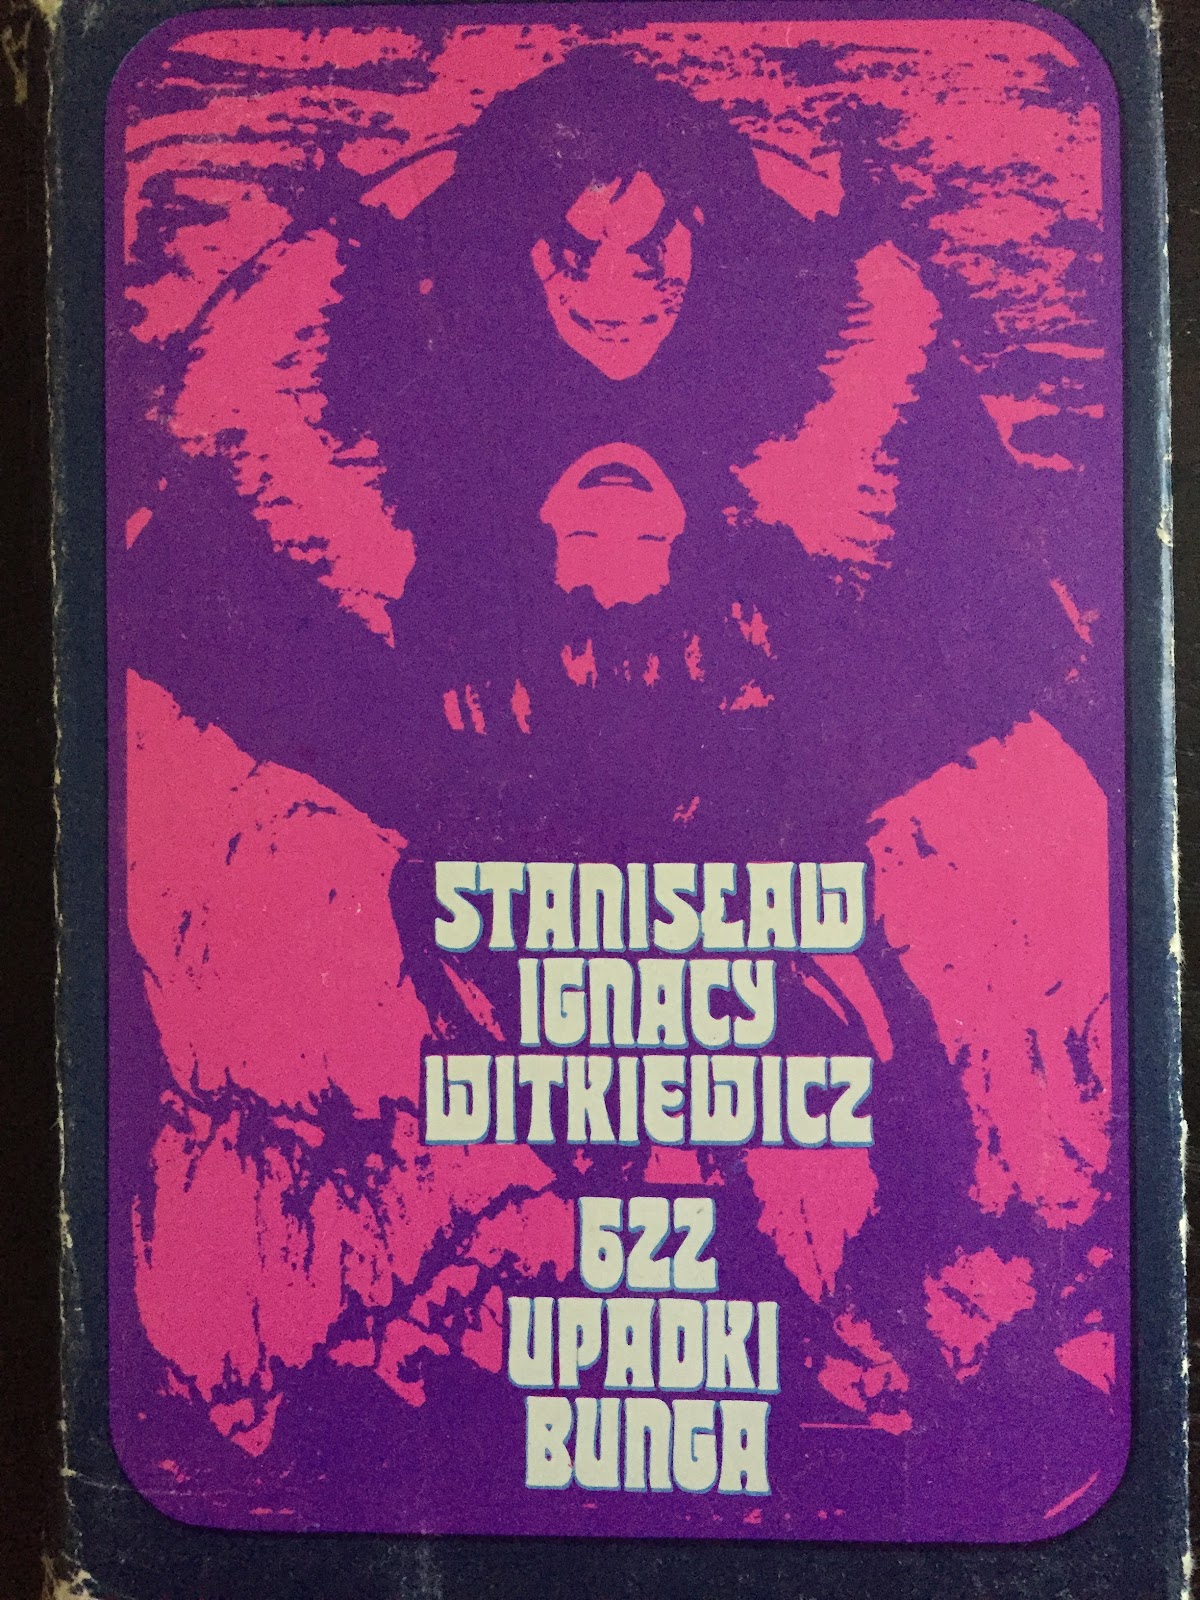 STANISŁAW
IGNACY
WITKIEWICZ
622
UPADKI
BUNGA